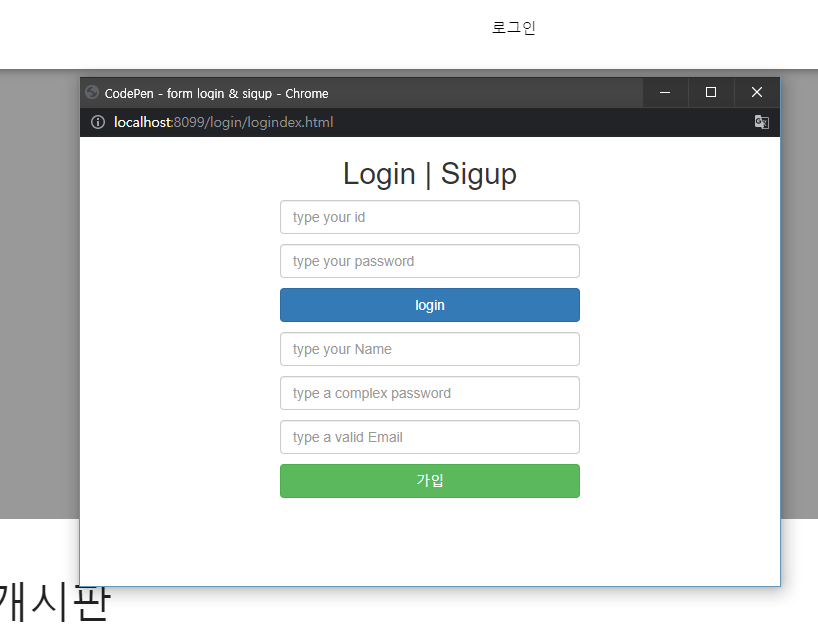 로그인
CodePen - form login & siqup - Chrome
localhost:8099/login/logindex.html
Login | Sigup
type your id
type your password
login
type your Name
type a complex password
type a valid Email
가입
개시판